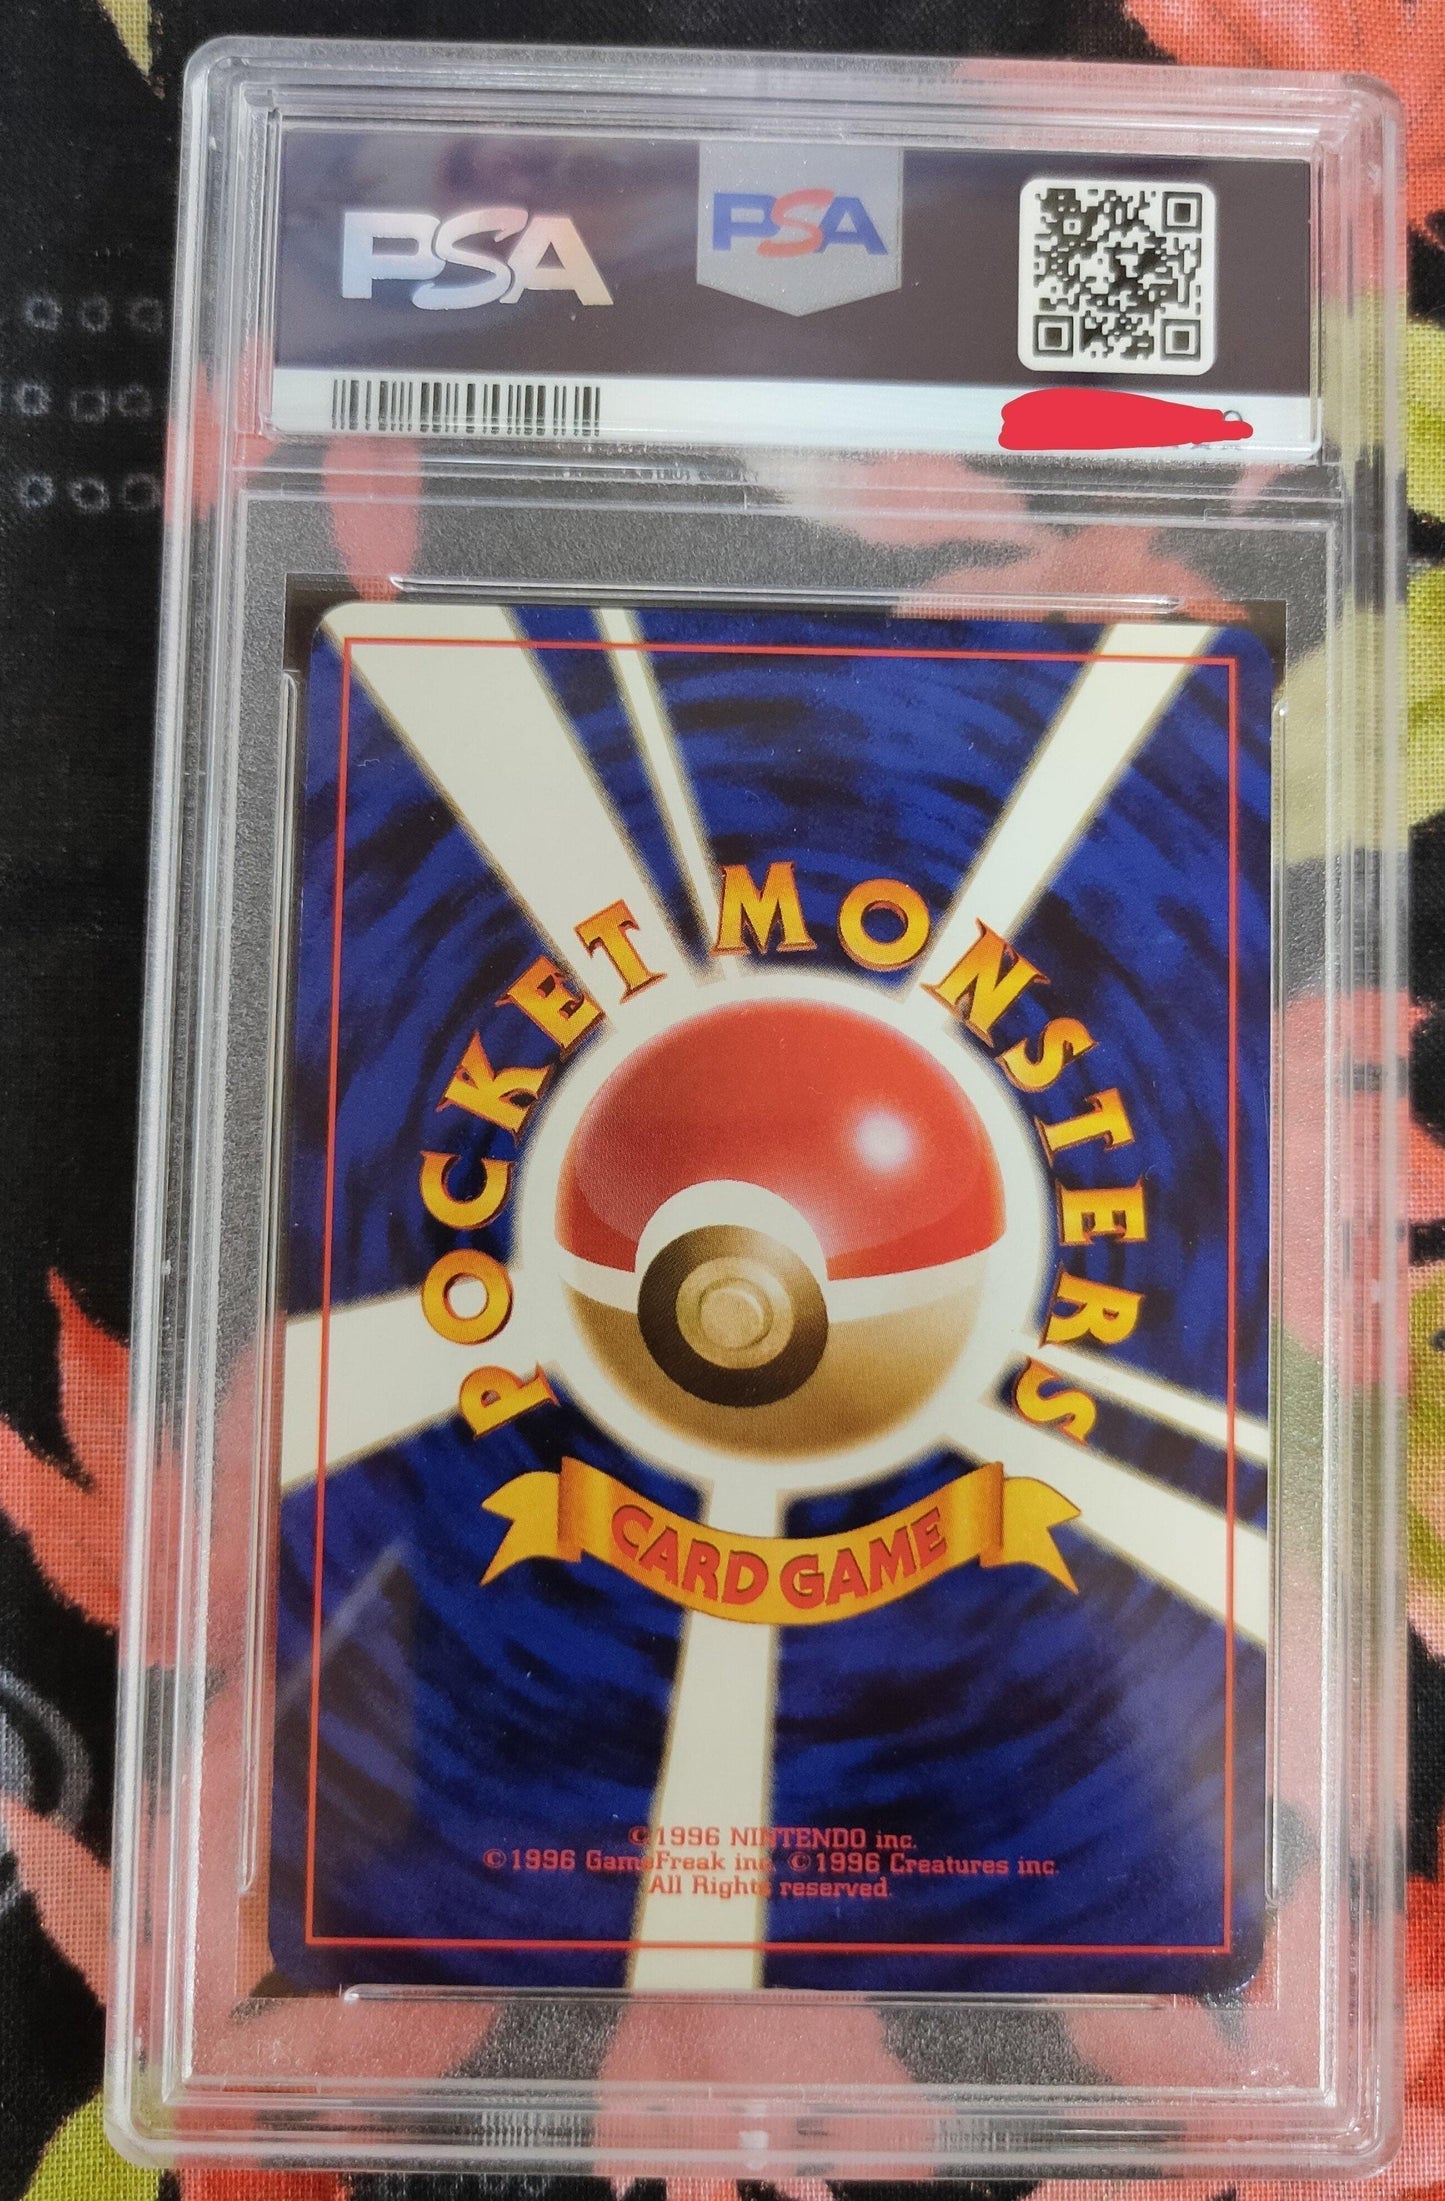 PSA PSA
POCKET MONSTERS
CARD GAME
©1996 NINTENDO inc.
©1996 GameFreak inc. ©1996 Creatures inc.
All Rights reserved.